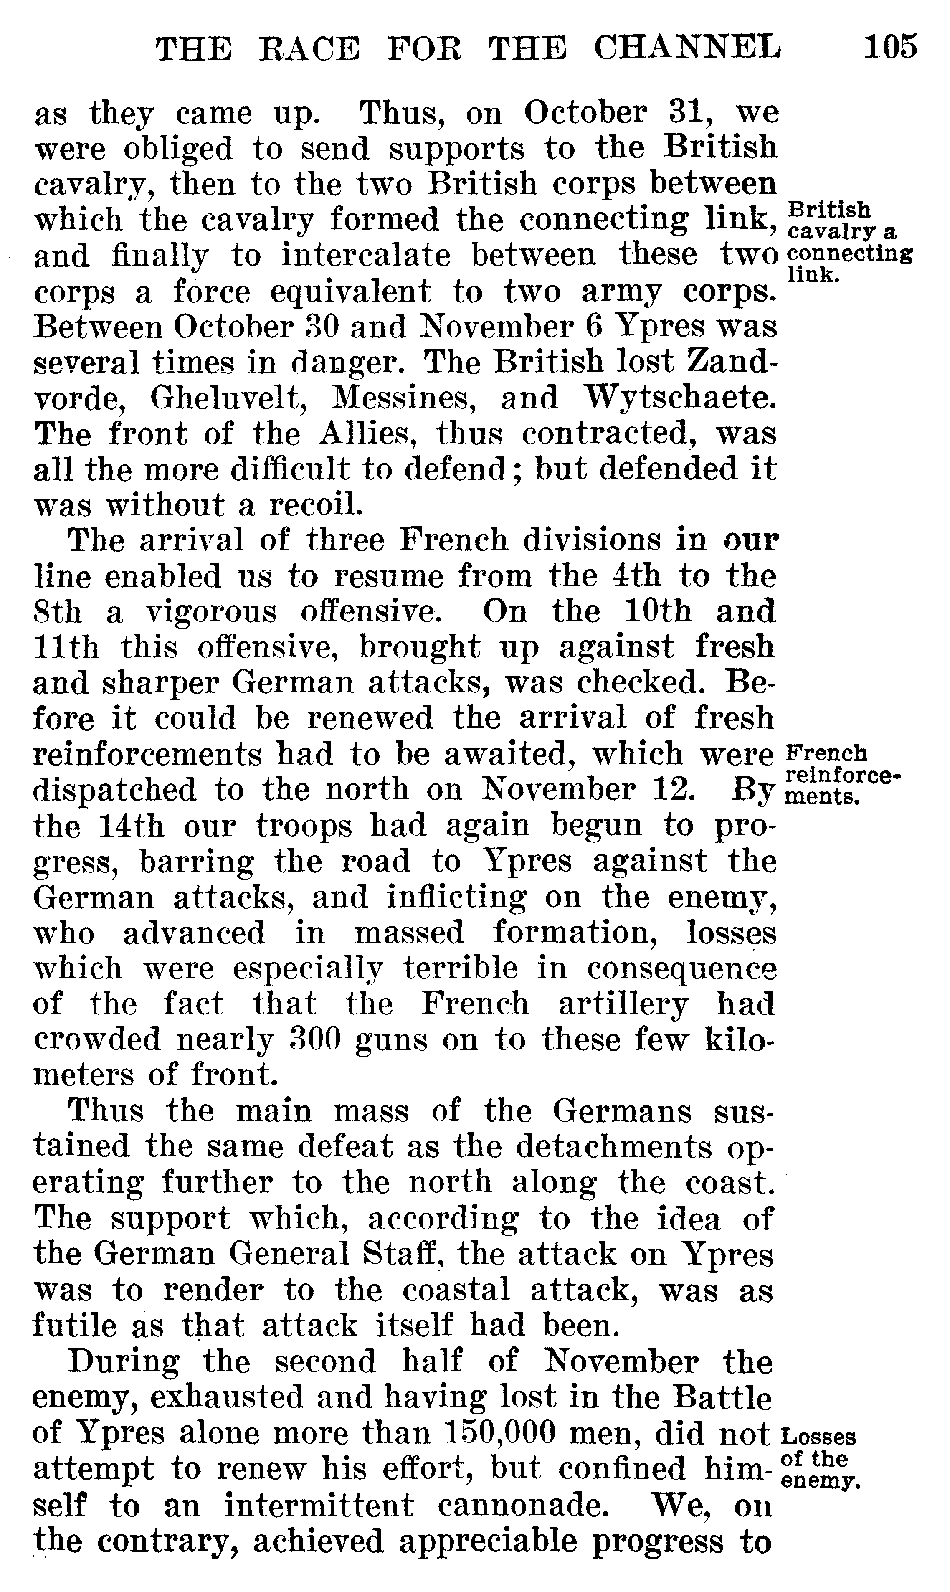 THE RACE FOR THE CHANNEL 105
as they came up. Thus, on October 31, we
were obliged to send supports to the British
cavalry, then to the two British corps between
which the cavalry formed the connecting link,
and finally to intercalate between these two
corps a force equivalent to two army corps.
British
cavalry a
connecting
link.
Between October 30 and November 6 Ypres was
several times in danger. The British lost Zand-
vorde, Gheluvelt, Messines, and Wytschaete.
The front of the Allies, thus contracted, was
all the more difficult to defend; but defended it
was without a recoil.
The arrival of three French divisions in our
line enabled us to resume from the 4th to the
8th a vigorous offensive. On the 10th and
11th this offensive, brought up against fresh
and sharper German attacks, was checked. Be-
fore it could be renewed the arrival of fresh
reinforcements had to be awaited, which were
dispatched to the north on November 12. By
French
reinforce-
ments.
the 14th our troops had again begun to pro-
gress, barring the road to Ypres against the
German attacks, and inflicting on the enemy,
who advanced in massed formation, losses
which were especially terrible in consequence
of the fact that the French artillery had
crowded nearly 300 guns on to these few kilo-
meters of front.
Thus the main mass of the Germans sus-
tained the same defeat as the detachments op-
erating further to the north along the coast.
The support which, according to the idea of
the German General Staff, the attack on Ypres
was to render to the coastal attack, was as
futile as that attack itself had been.
During the second half of November the
enemy, exhausted and having lost in the Battle
of Ypres alone more than 150,000 men, did not
attempt to renew his effort, but confined him-
Losses
of the
enemy.
self to an intermittent cannonade. We, on
the contrary, achieved appreciable progress to